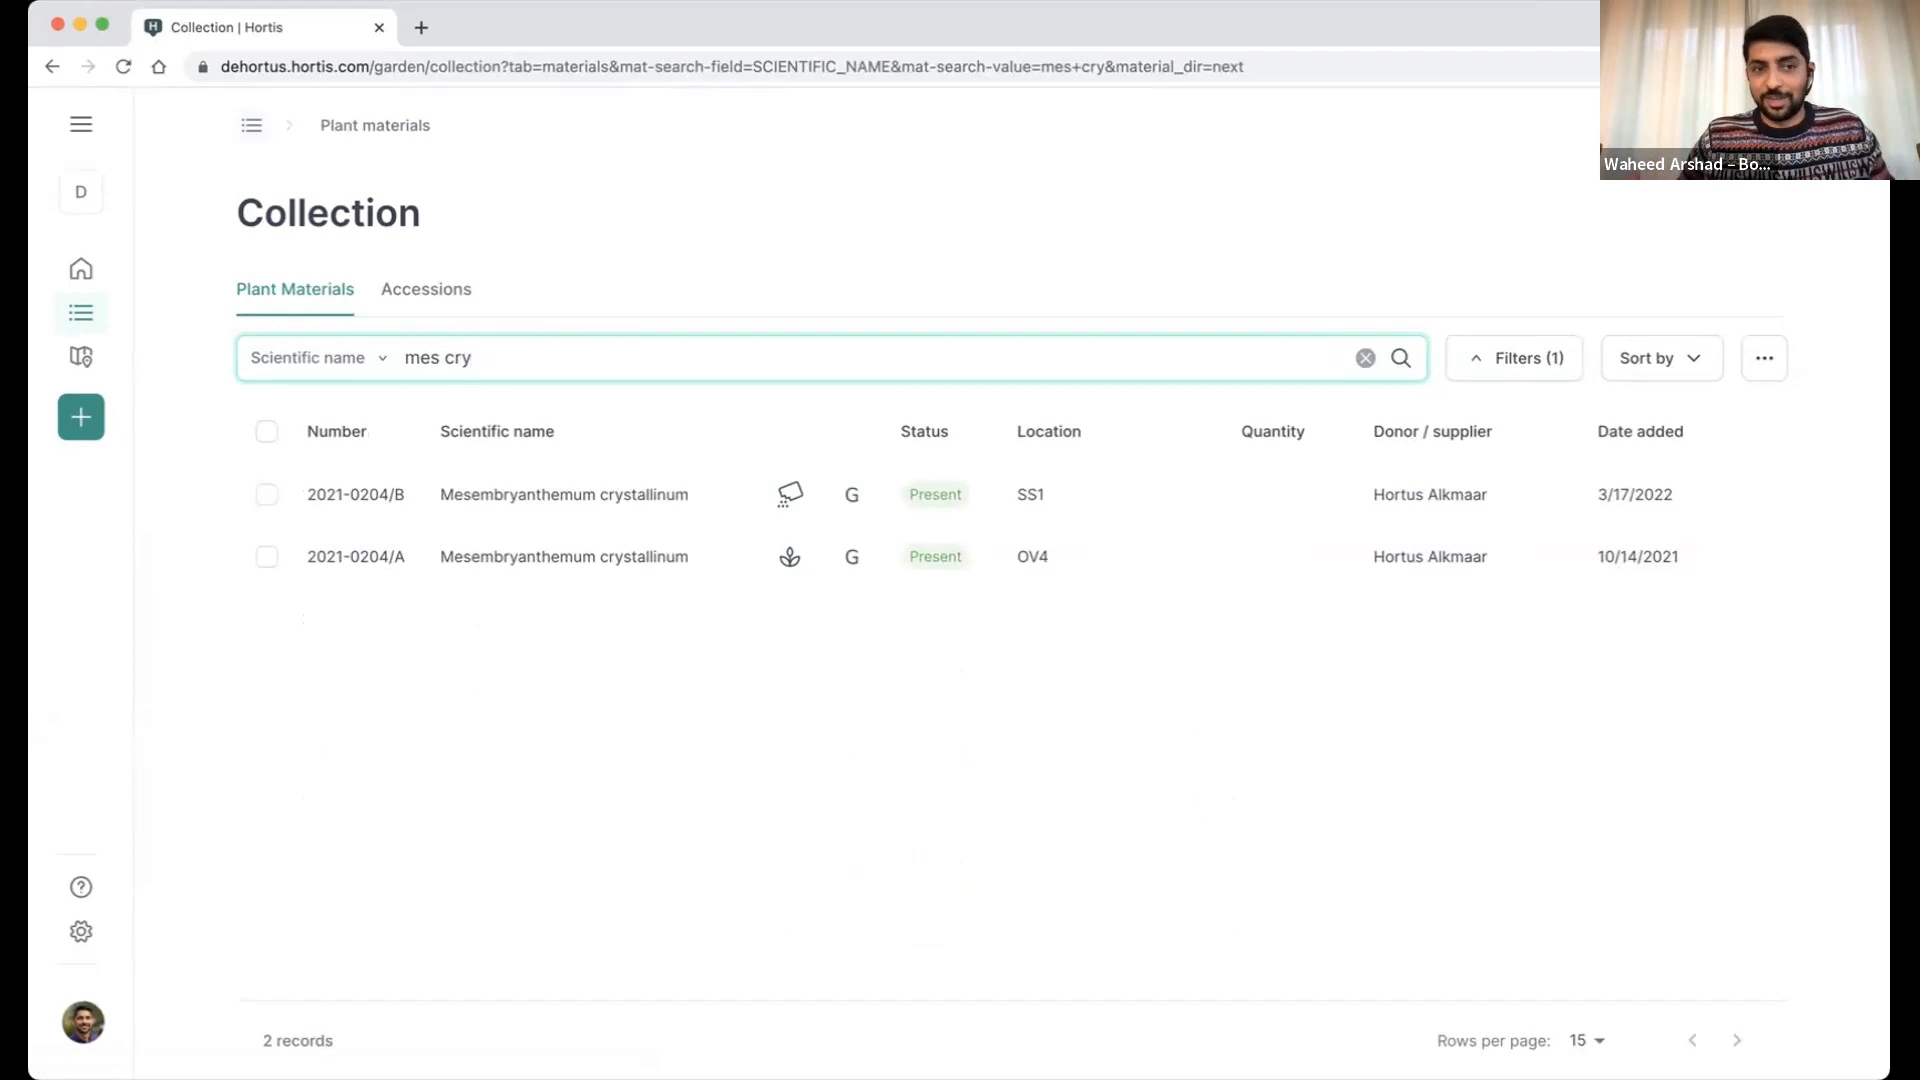 Collection | Hortis
dehortus.hortis.com/garden/collection?tab=materials&mat-search-field=SCIENTIFIC_NAME&mat-search-value=mes+cry&material_dir=next
Waheed Arshad – Bo...
Plant materials
D
Collection
Plant Materials Accessions
Scientific name mes cry Filters (1) Sort by
Number Scientific name Status Location Quantity Donor / supplier Date added
2021-0204/B Mesembryanthemum crystallinum G Present SS1 Hortus Alkmaar 3/17/2022
2021-0204/A Mesembryanthemum crystallinum G Present OV4 Hortus Alkmaar 10/14/2021
2 records Rows per page: 15